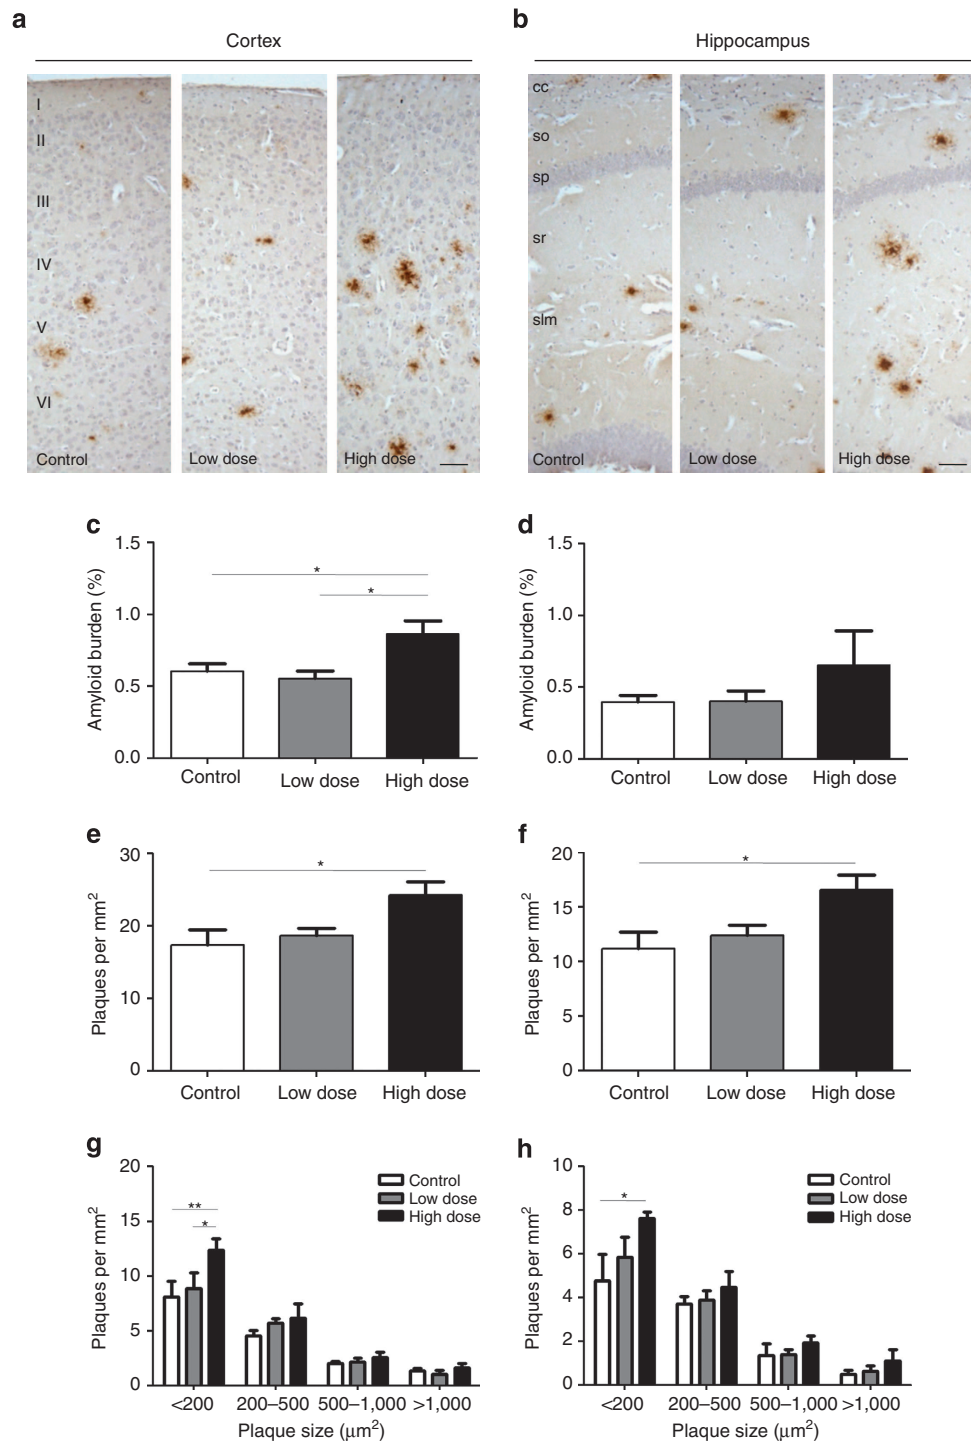 a
Cortex
I
II
III
IV
V
VI
Control
Low dose
High dose
b
Hippocampus
cc
so
sp
sr
slm
Control
Low dose
High dose
c
Amyloid burden (%)
1.5
1.0
0.5
0.0
*
*
Control
Low dose
High dose
d
Amyloid burden (%)
1.5
1.0
0.5
0.0
Control
Low dose
High dose
e
Plaques per mm²
30
20
10
0
*
Control
Low dose
High dose
f
Plaques per mm²
20
15
10
5
0
*
Control
Low dose
High dose
g
Plaques per mm²
20
15
10
5
0
**
*
Control
Low dose
High dose
<200
200–500
500–1,000
>1,000
Plaque size (μm²)
h
Plaques per mm²
10
8
6
4
2
0
*
Control
Low dose
High dose
<200
200–500
500–1,000
>1,000
Plaque size (μm²)